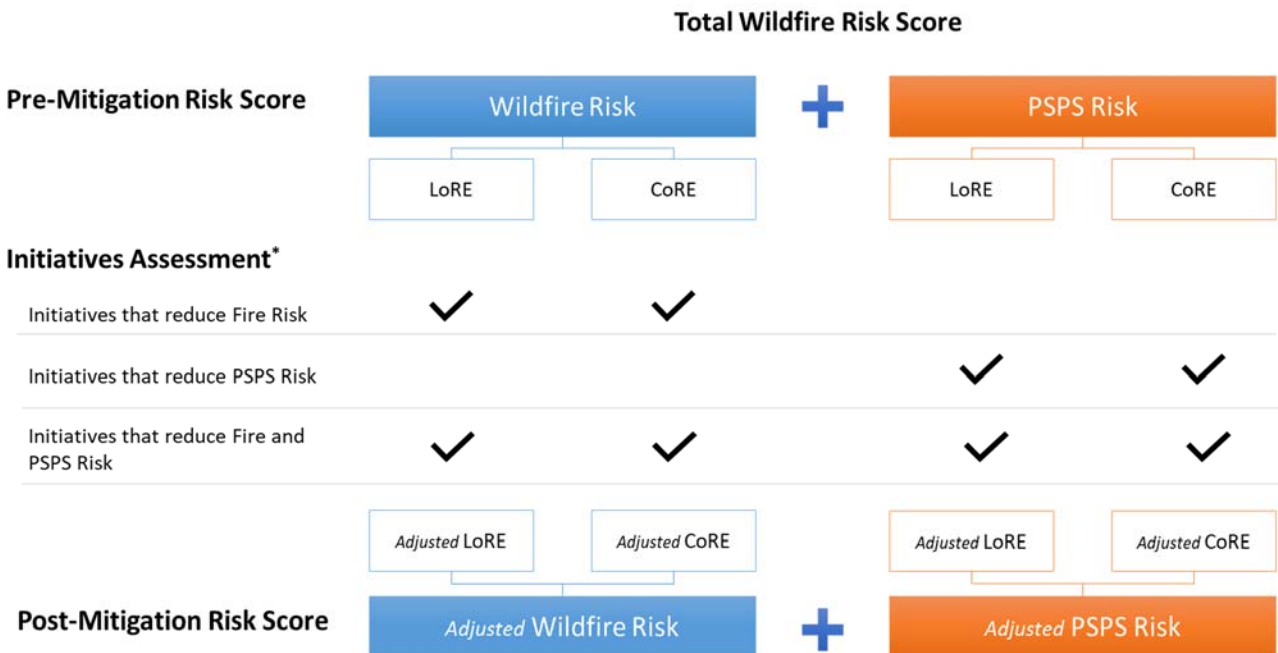 Total Wildfire Risk Score
Pre-Mitigation Risk Score
Wildfire Risk
PSPS Risk
LoRE
CoRE
LoRE
CoRE
Initiatives Assessment*
Initiatives that reduce Fire Risk
Initiatives that reduce PSPS Risk
Initiatives that reduce Fire and
PSPS Risk
Adjusted LoRE
Adjusted CoRE
Adjusted LoRE
Adjusted CoRE
Post-Mitigation Risk Score
Adjusted Wildfire Risk
Adjusted PSPS Risk